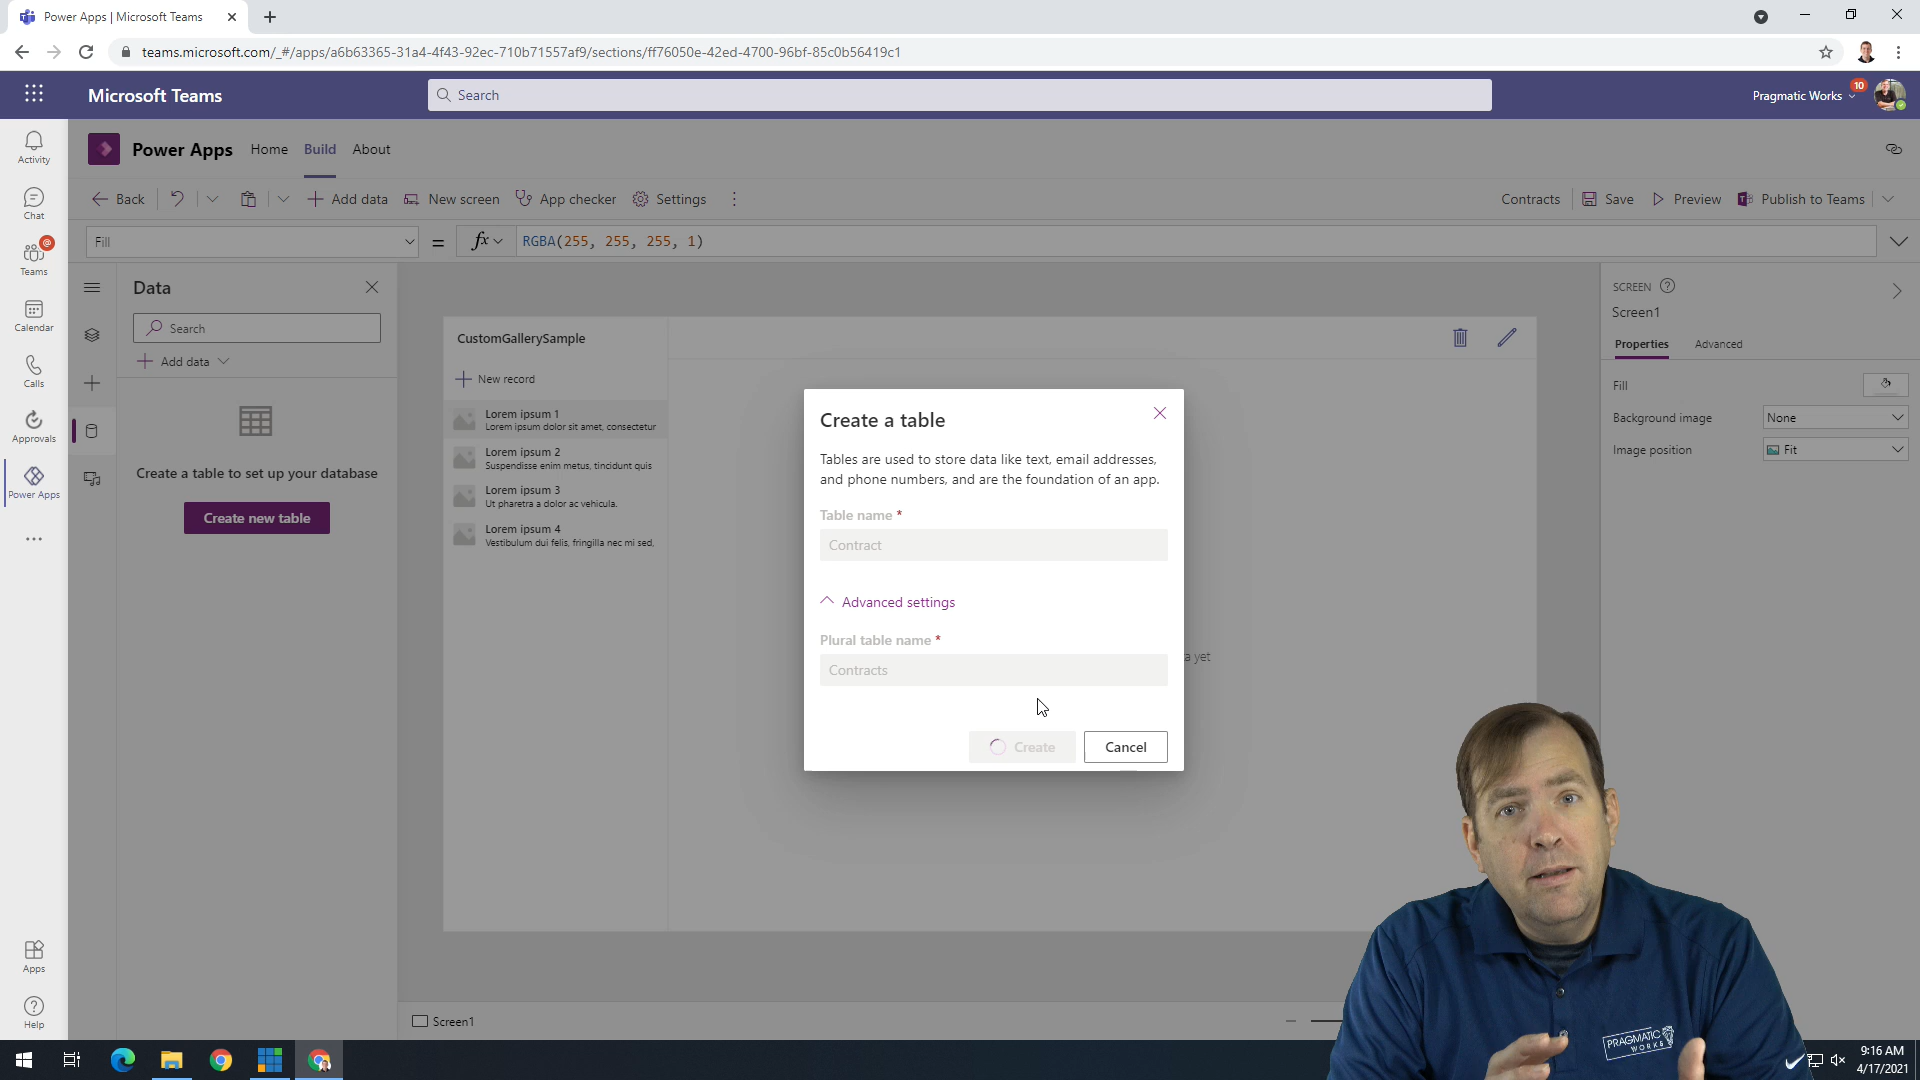 Power Apps | Microsoft Teams
teams.microsoft.com/_#/apps/a6b63365-31a4-4f43-92ec-710b71557af9/sections/ff76050e-42ed-4700-96bf-85c0b56419c1
Microsoft Teams
Search
Pragmatic Works
10
Activity
Chat
Teams
Calendar
Calls
Approvals
Power Apps
Apps
Help
Power Apps
Home
Build
About
Back
Add data
New screen
App checker
Settings
Contracts
Save
Preview
Publish to Teams
Fill
=
fx
RGBA(255, 255, 255, 1)
Data
Search
Add data
Create a table to set up your database
Create new table
CustomGallerySample
New record
Lorem ipsum 1
Lorem ipsum dolor sit amet, consectetur
Lorem ipsum 2
Suspendisse enim metus, tincidunt quis
Lorem ipsum 3
Ut pharetra a dolor ac vehicula.
Lorem ipsum 4
Vestibulum dui felis, fringilla nec mi sed,
a yet
Create a table
Tables are used to store data like text, email addresses,
and phone numbers, and are the foundation of an app.
Table name *
Contract
Advanced settings
Plural table name *
Contracts
Create
Cancel
SCREEN
Screen1
Properties
Advanced
Fill
Background image
None
Image position
Fit
Screen1
PRAGMATIC
WORKS
9:16 AM
4/17/2021